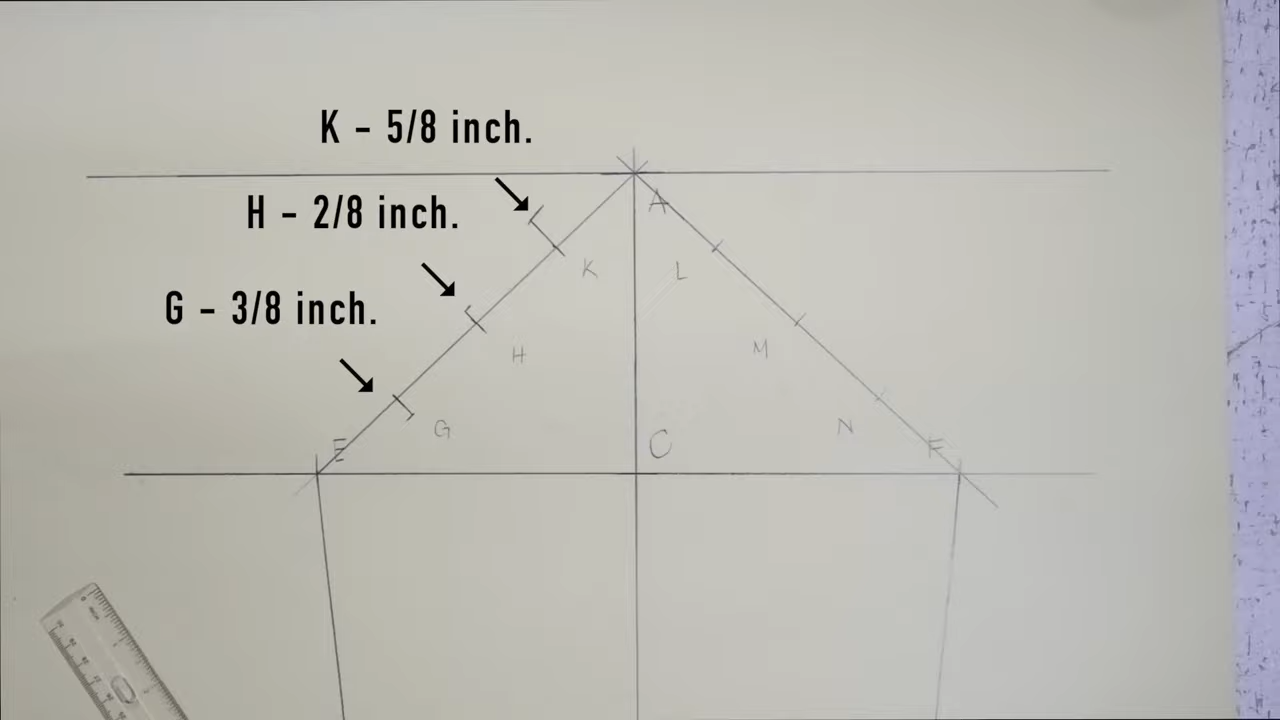 K - 5/8 inch.
H - 2/8 inch.
G - 3/8 inch.
A
K
L
H
M
E
G
C
N
F